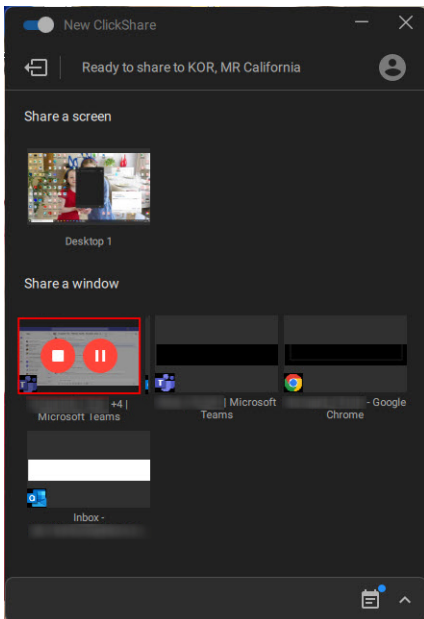 New ClickShare
Ready to share to KOR, MR California
Share a screen
Desktop 1
Share a window
+4 |
Microsoft Teams
| Microsoft
Teams
- Google
Chrome
Inbox -